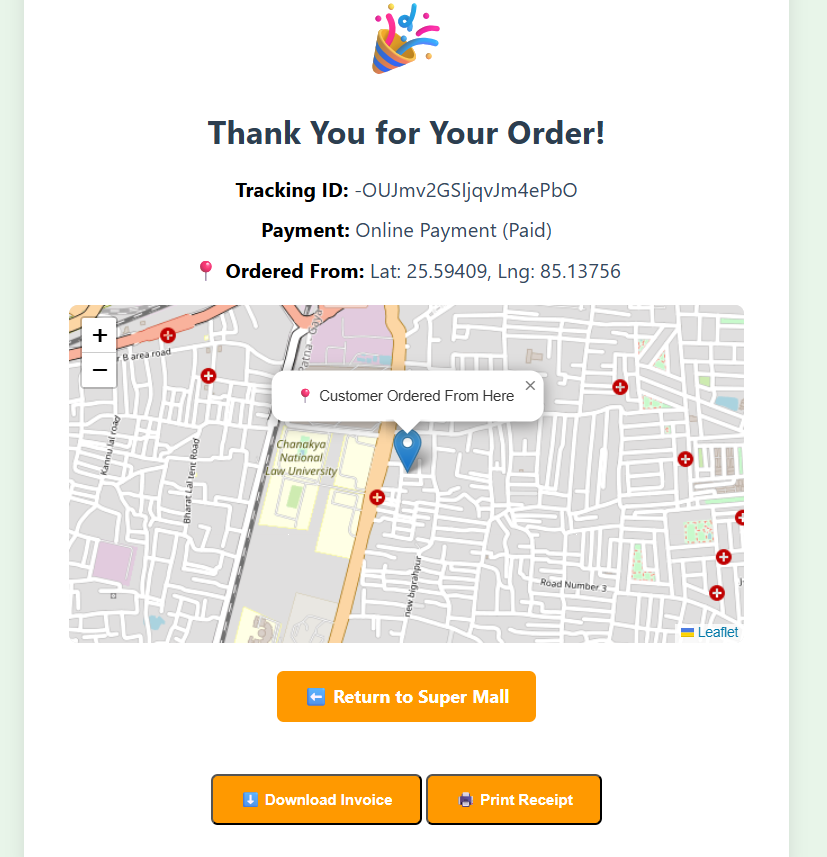 Thank You for Your Order!
Tracking ID: -OUJmv2GSIjqvJm4ePbO
Payment: Online Payment (Paid)
📍 Ordered From: Lat: 25.59409, Lng: 85.13756
+
−
r B area road
Patna - Gaya
📍 Customer Ordered From Here ×
Kannu lal road
Bharat Lal tent Road
Chanakya
National
Law University
new bigrahpur
Road Number 3
Leaflet
⬅️ Return to Super Mall
⬇️ Download Invoice
🖨️ Print Receipt